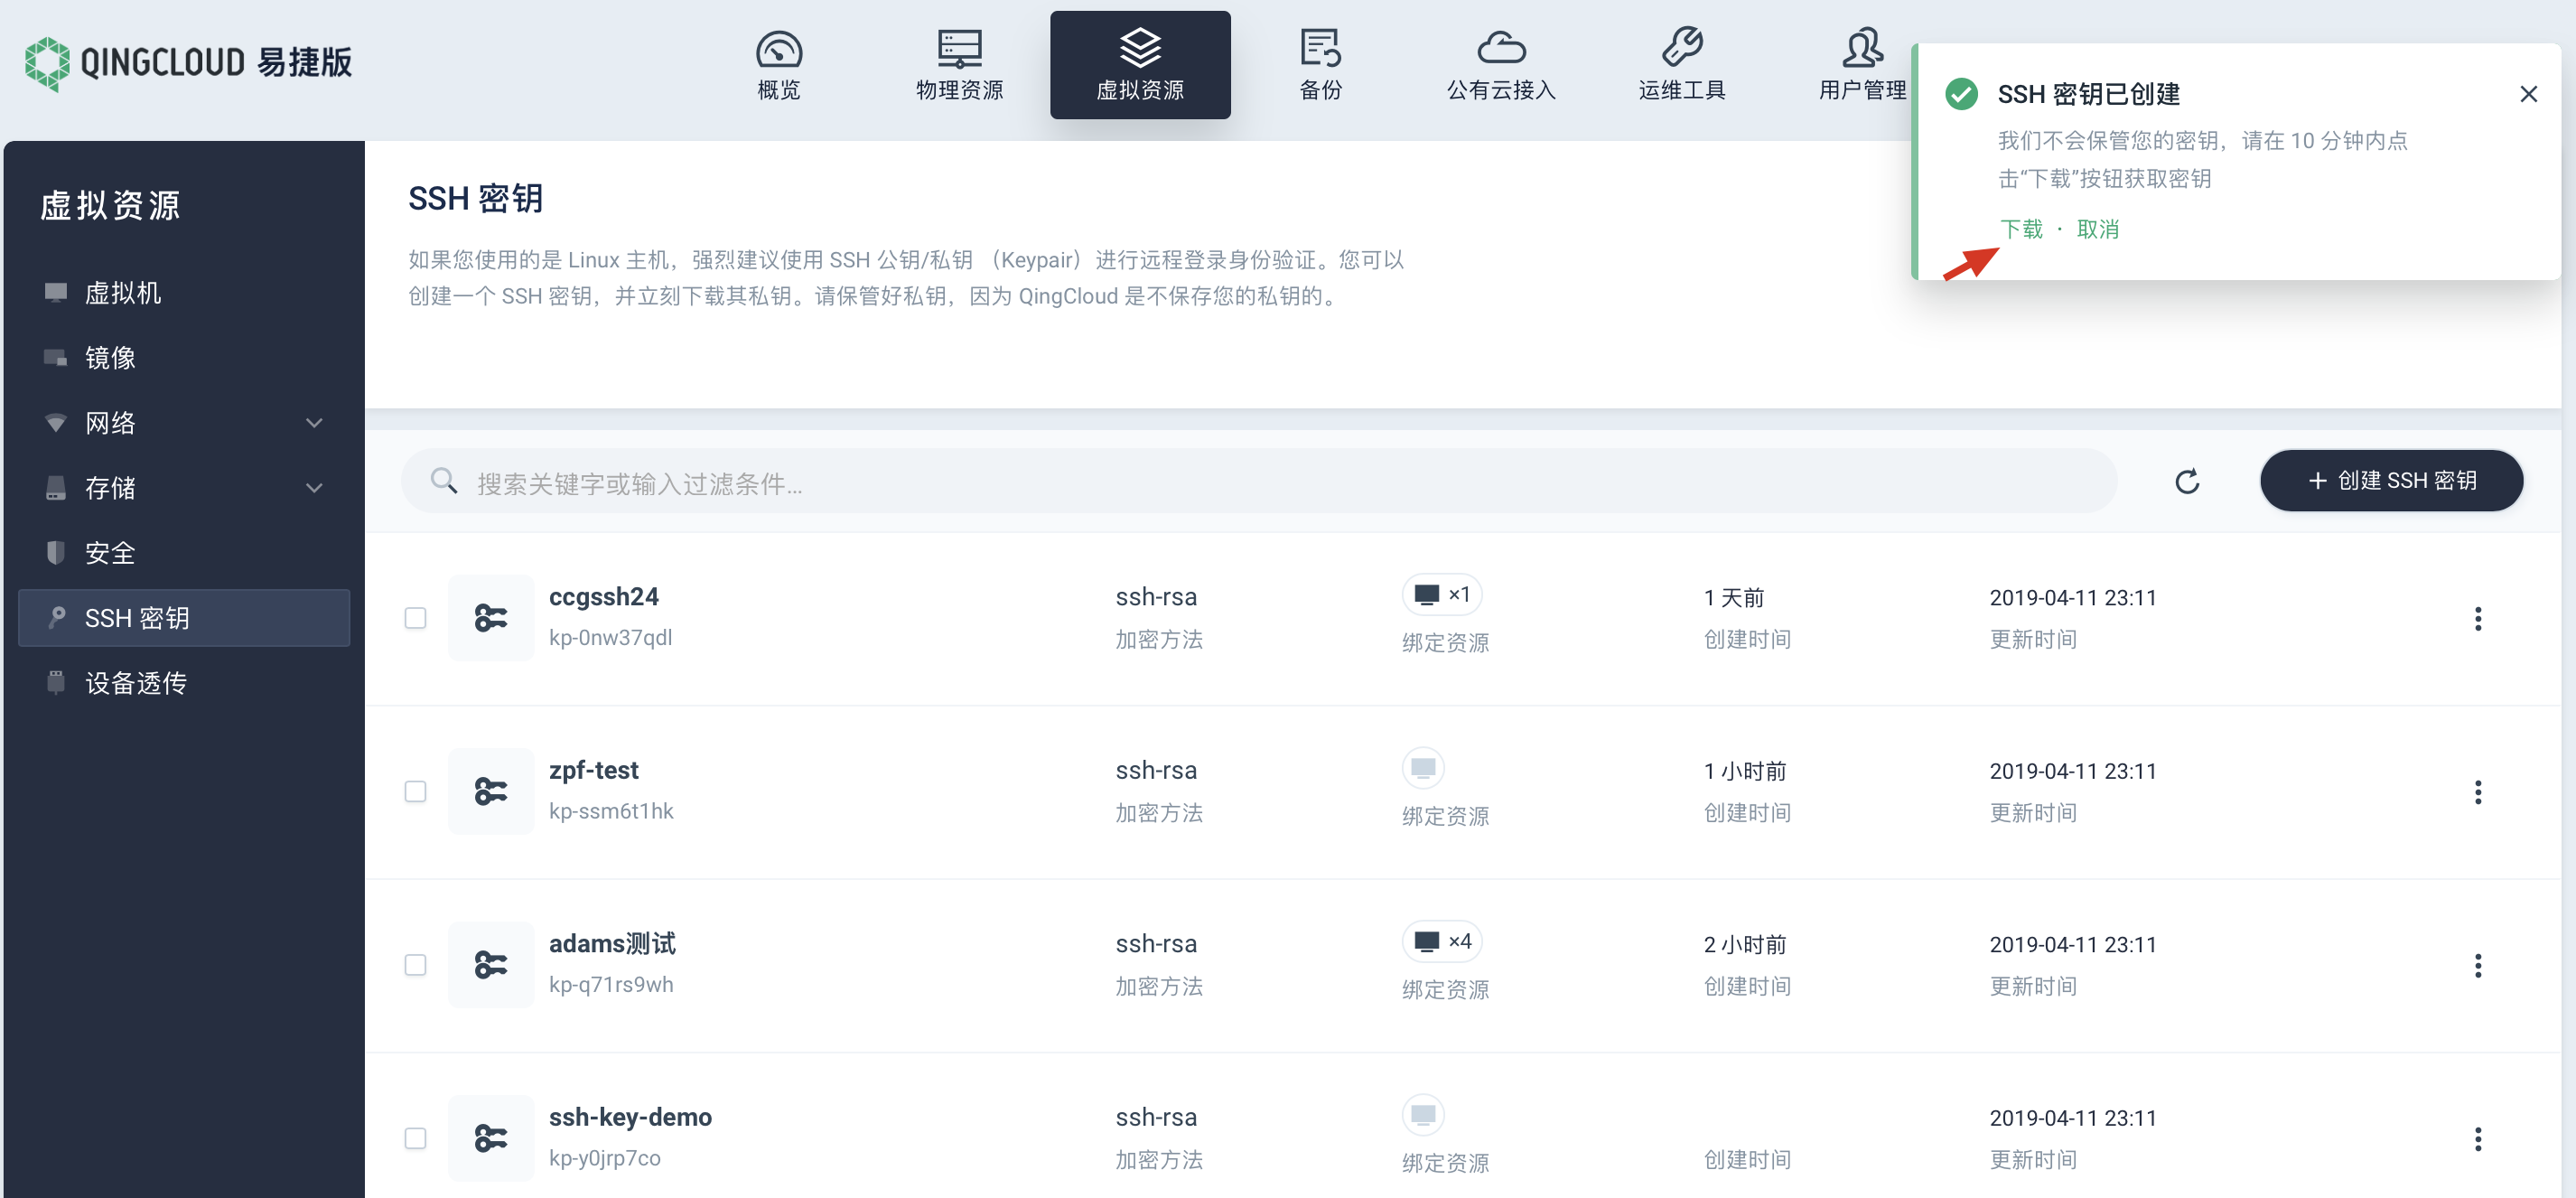 QINGCLOUD 易捷版
概览
物理资源
虚拟资源
备份
公有云接入
运维工具
用户管理
SSH 密钥已创建
我们不会保管您的密钥，请在 10 分钟内点
击“下载”按钮获取密钥
下载 · 取消
虚拟资源
虚拟机
镜像
网络
存储
安全
SSH 密钥
设备透传
SSH 密钥
如果您使用的是 Linux 主机，强烈建议使用 SSH 公钥/私钥 （Keypair）进行远程登录身份验证。您可以
创建一个 SSH 密钥，并立刻下载其私钥。请保管好私钥，因为 QingCloud 是不保存您的私钥的。
搜索关键字或输入过滤条件...
+ 创建 SSH 密钥
ccgssh24
kp-0nw37qdl
ssh-rsa
加密方法
×1
绑定资源
1 天前
创建时间
2019-04-11 23:11
更新时间
zpf-test
kp-ssm6t1hk
ssh-rsa
加密方法
绑定资源
1 小时前
创建时间
2019-04-11 23:11
更新时间
adams测试
kp-q71rs9wh
ssh-rsa
加密方法
×4
绑定资源
2 小时前
创建时间
2019-04-11 23:11
更新时间
ssh-key-demo
kp-y0jrp7co
ssh-rsa
加密方法
绑定资源
创建时间
2019-04-11 23:11
更新时间